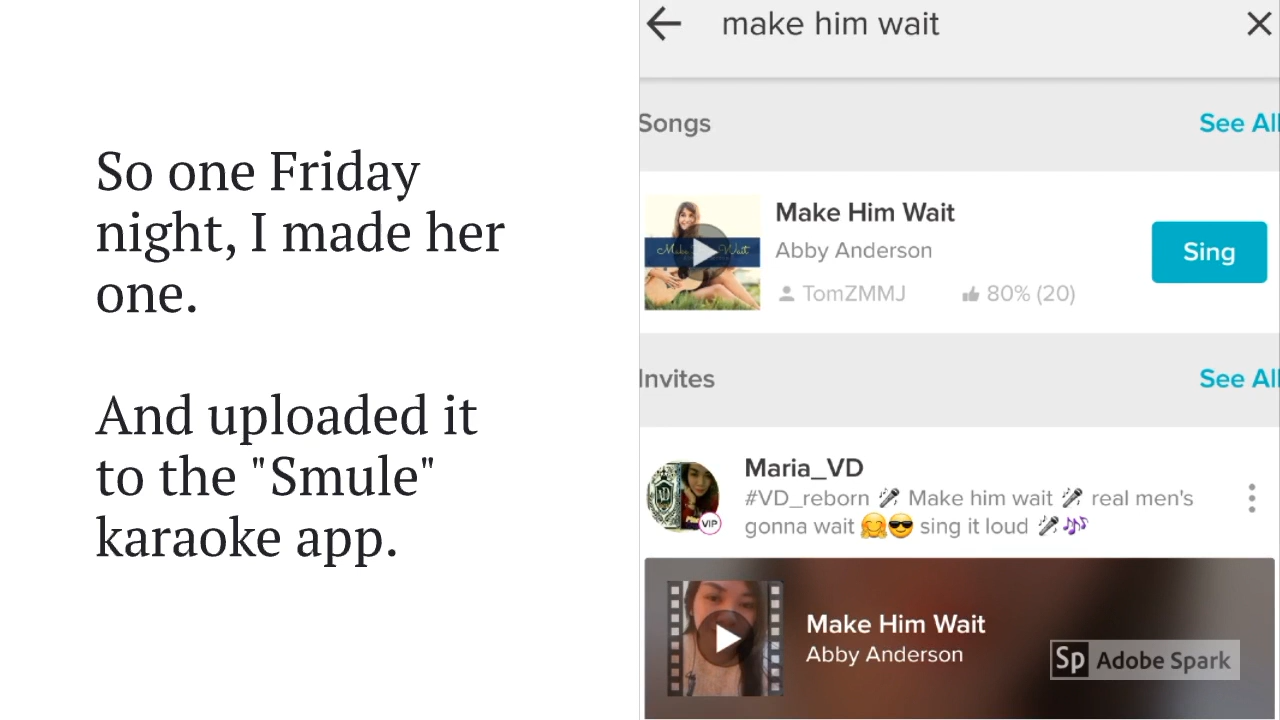 So one Friday
night, I made her
one.
And uploaded it
to the "Smule"
karaoke app.
make him wait
Songs
See All
Make Him Wait
Abby Anderson
TomZMMJ
80% (20)
Sing
Invites
See All
Maria_VD
#VD_reborn 🎤 Make him wait 🎤 real men's
gonna wait 🤗😎 sing it loud 🎤🎶
VIP
Make Him Wait
Abby Anderson
Sp Adobe Spark